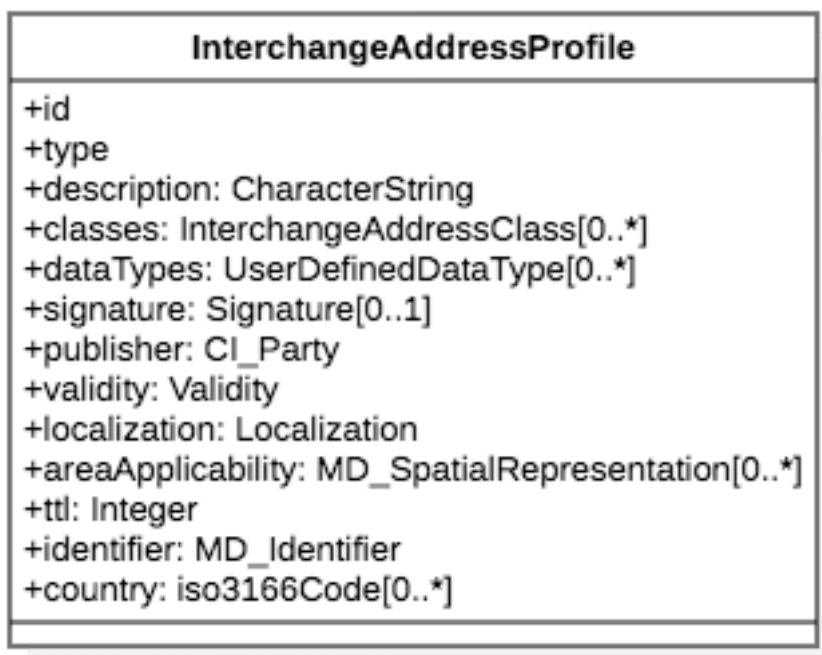 InterchangeAddressProfile
+id
+type
+description: CharacterString
+classes: InterchangeAddressClass[0..*]
+dataTypes: UserDefinedDataType[0..*]
+signature: Signature[0..1]
+publisher: CI_Party
+validity: Validity
+localization: Localization
+areaApplicability: MD_SpatialRepresentation[0..*]
+ttl: Integer
+identifier: MD_Identifier
+country: iso3166Code[0..*]